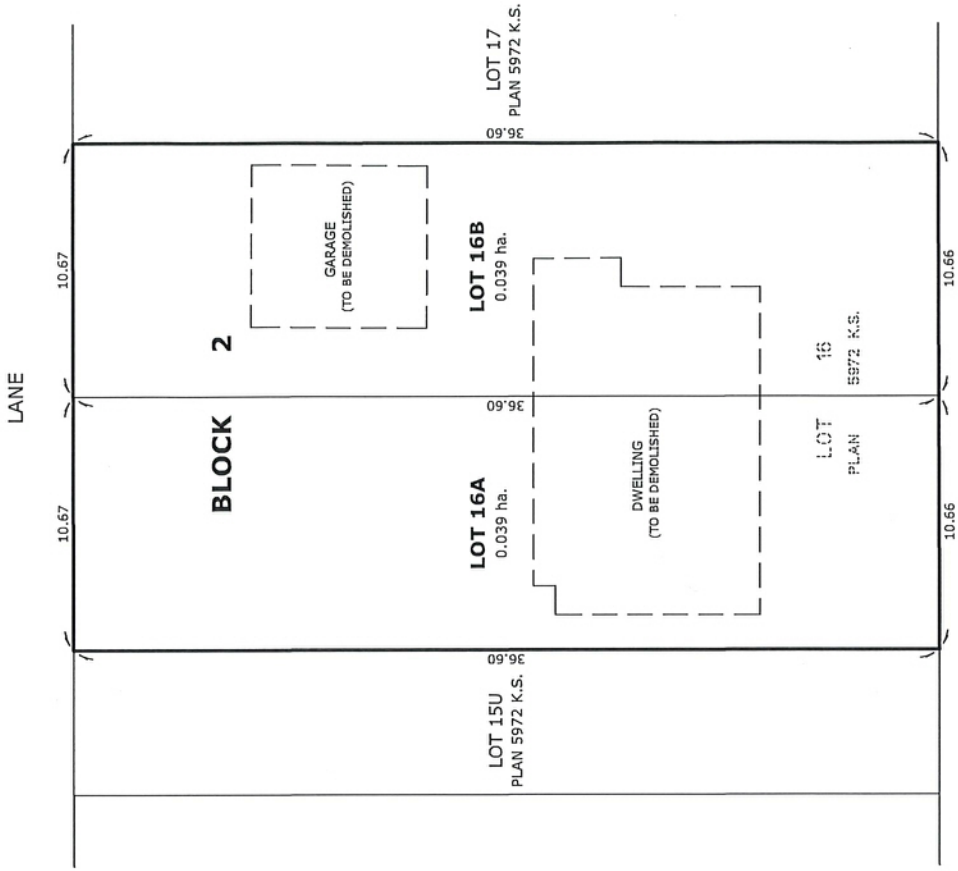 LANE
10.67
10.67
36.60
36.60
36.60
BLOCK 2
GARAGE
(TO BE DEMOLISHED)
LOT 17
PLAN 5972 K.S.
LOT 16A
0.039 ha.
LOT 16B
0.039 ha.
LOT 15U
PLAN 5972 K.S.
DWELLING
(TO BE DEMOLISHED)
LOT 16
PLAN 5972 K.S.
10.66
10.66